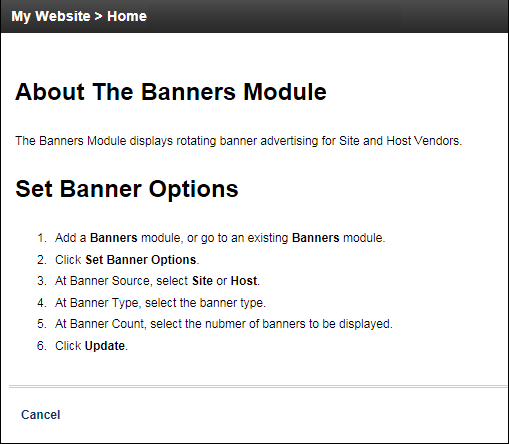 My Website > Home
About The Banners Module
The Banners Module displays rotating banner advertising for Site and Host Vendors.
Set Banner Options
1. Add a Banners module, or go to an existing Banners module.
2. Click Set Banner Options.
3. At Banner Source, select Site or Host.
4. At Banner Type, select the banner type.
5. At Banner Count, select the nubmer of banners to be displayed.
6. Click Update.
Cancel